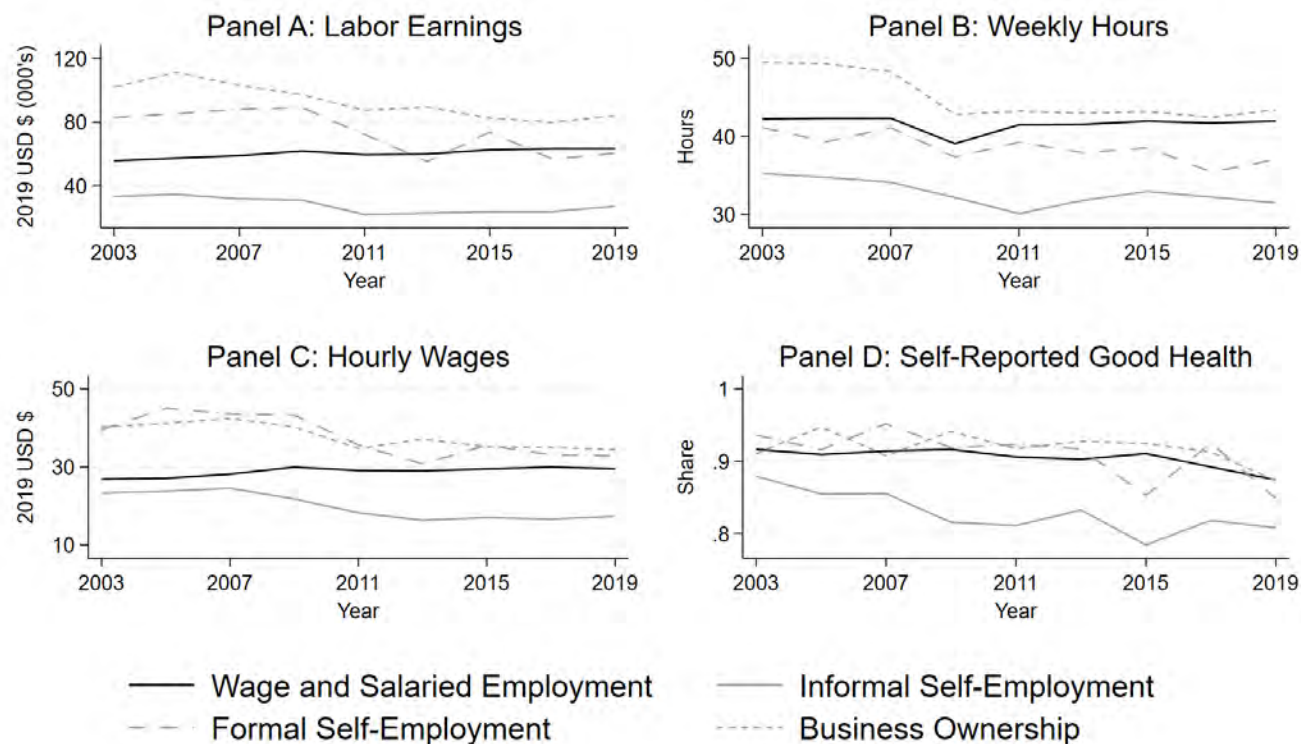 Panel A: Labor Earnings
2019 USD $ (000's)
120
80
40
2003 2007 2011 2015 2019
Year
Panel B: Weekly Hours
Hours
50
40
30
2003 2007 2011 2015 2019
Year
Panel C: Hourly Wages
2019 USD $
50
30
10
2003 2007 2011 2015 2019
Year
Panel D: Self-Reported Good Health
Share
1
.9
.8
2003 2007 2011 2015 2019
Year
Wage and Salaried Employment
Informal Self-Employment
Formal Self-Employment
Business Ownership